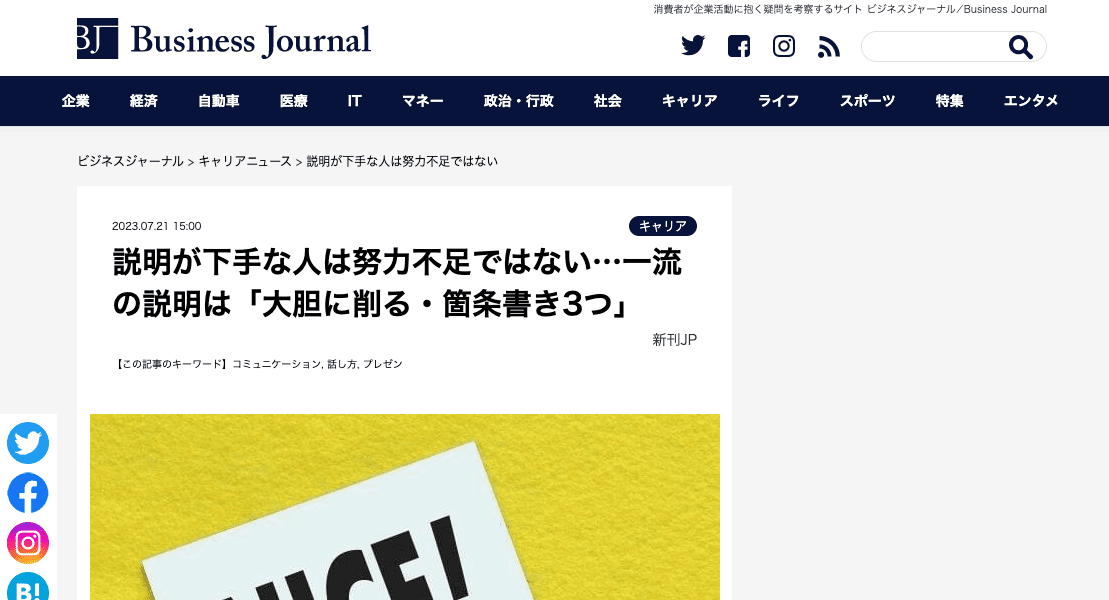 消費者が企業活動に抱く疑問を考察するサイト ビジネスジャーナル／Business Journal
BJ Business Journal
企業 経済 自動車 医療 IT マネー 政治・行政 社会 キャリア ライフ スポーツ 特集 エンタメ
ビジネスジャーナル > キャリアニュース > 説明が下手な人は努力不足ではない
2023.07.21 15:00 キャリア
説明が下手な人は努力不足ではない…一流
の説明は「大胆に削る・箇条書き3つ」
新刊JP
【この記事のキーワード】コミュニケーション, 話し方, プレゼン
B!